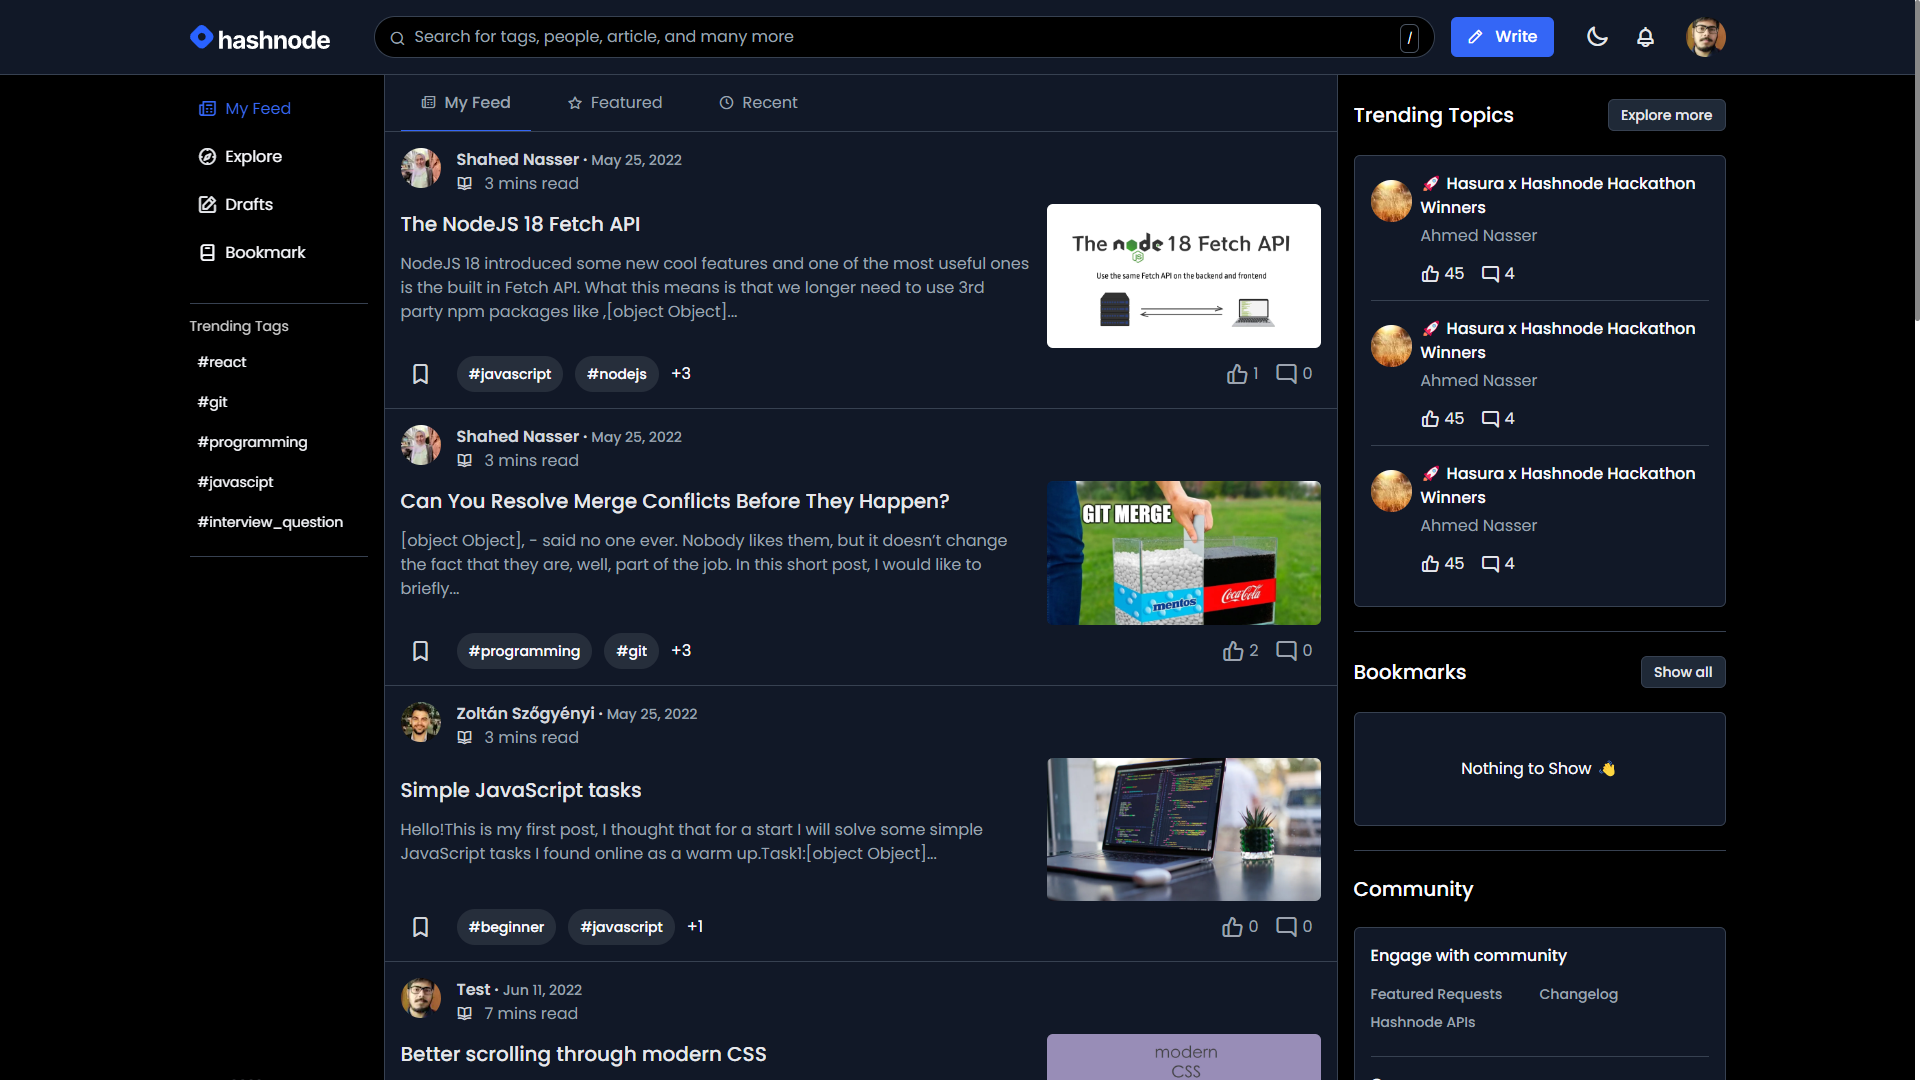 hashnode
Search for tags, people, article, and many more
/
Write
My Feed
Explore
Drafts
Bookmark
Trending Tags
#react
#git
#programming
#javascipt
#interview_question
My Feed
Featured
Recent
Shahed Nasser · May 25, 2022
3 mins read
The NodeJS 18 Fetch API
NodeJS 18 introduced some new cool features and one of the most useful ones
is the built in Fetch API. What this means is that we longer need to use 3rd
party npm packages like ,[object Object]...
The node 18 Fetch API
JS
Use the same Fetch API on the backend and frontend
#javascript
#nodejs
+3
1
0
Shahed Nasser · May 25, 2022
3 mins read
Can You Resolve Merge Conflicts Before They Happen?
[object Object], - said no one ever. Nobody likes them, but it doesn’t change
the fact that they are, well, part of the job. In this short post, I would like to
briefly...
GIT MERGE
mentos
Coca-Cola
#programming
#git
+3
2
0
Zoltán Szőgyényi · May 25, 2022
3 mins read
Simple JavaScript tasks
Hello!This is my first post, I thought that for a start I will solve some simple
JavaScript tasks I found online as a warm up.Task1:[object Object]...
#beginner
#javascript
+1
0
0
Test · Jun 11, 2022
7 mins read
Better scrolling through modern CSS
modern
CSS
Trending Topics
Explore more
🚀 Hasura x Hashnode Hackathon
Winners
Ahmed Nasser
45
4
🚀 Hasura x Hashnode Hackathon
Winners
Ahmed Nasser
45
4
🚀 Hasura x Hashnode Hackathon
Winners
Ahmed Nasser
45
4
Bookmarks
Show all
Nothing to Show 👋
Community
Engage with community
Featured Requests
Changelog
Hashnode APIs